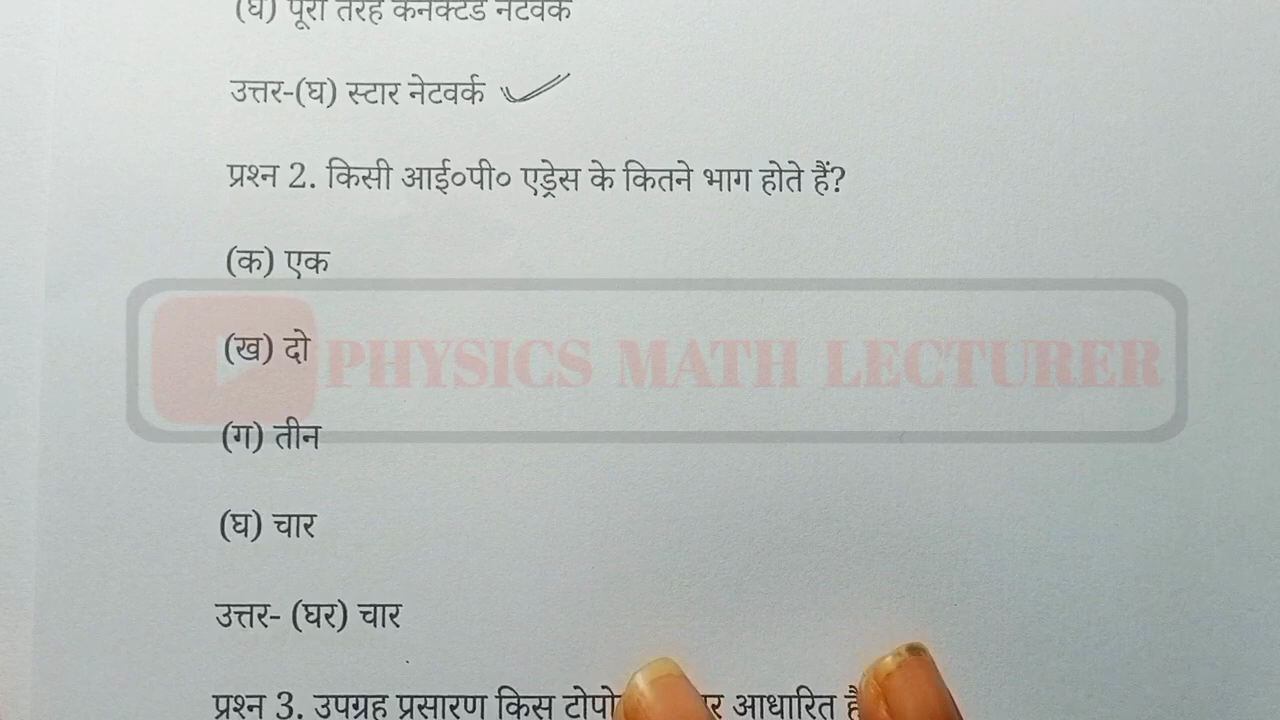 (घ) पूरी तरह कनेक्टेड नेटवर्क
उत्तर-(घ) स्टार नेटवर्क
प्रश्न 2. किसी आई०पी० एड्रेस के कितने भाग होते हैं?
(क) एक
(ख) दो
PHYSICS MATH LECTURER
(ग) तीन
(घ) चार
उत्तर- (घर) चार
प्रश्न 3. उपग्रह प्रसारण किस आधारित